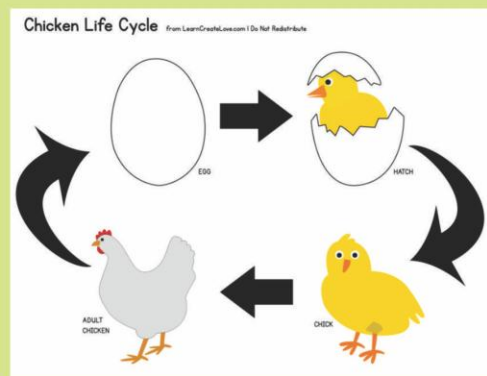 Chicken Life Cycle from LearnCreateLove.com | Do Not Redistribute
EGG
HATCH
ADULT
CHICKEN
CHICK